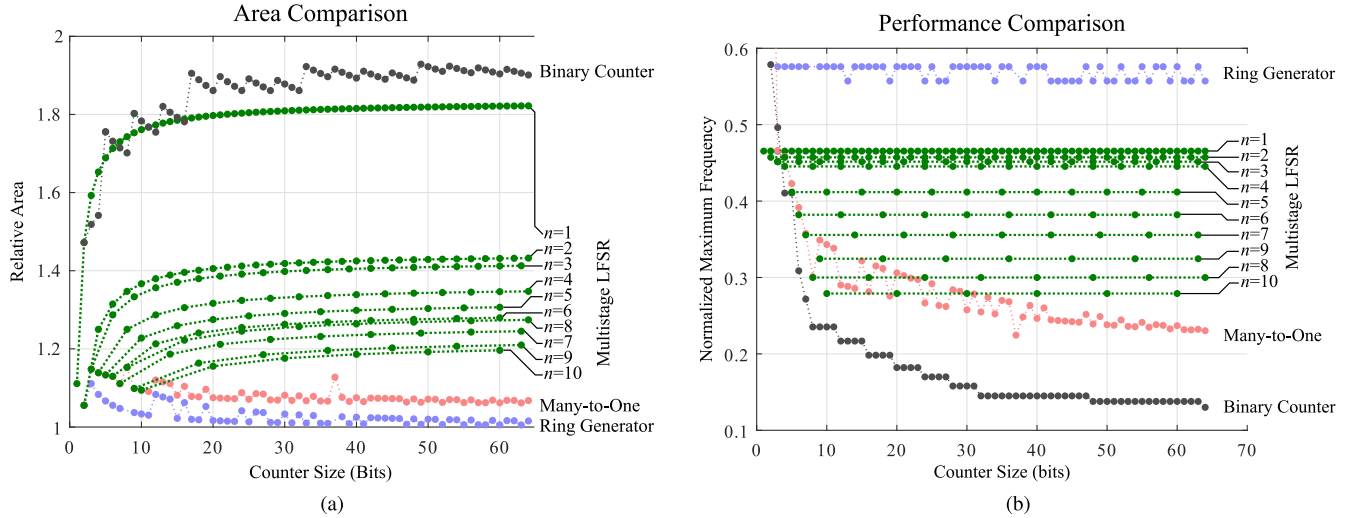 Area Comparison
2
1.8
1.6
1.4
1.2
1
Relative Area
0
10
20
30
40
50
60
Counter Size (Bits)
Binary Counter
n=1
n=2
n=3
n=4
n=5
n=6
n=8
n=7
n=9
n=10
Multistage LFSR
Many-to-One
Ring Generator
(a)
Performance Comparison
0.6
0.5
0.4
0.3
0.2
0.1
Normalized Maximum Frequency
0
10
20
30
40
50
60
70
Counter Size (bits)
Ring Generator
n=1
n=2
n=3
n=4
n=5
n=6
n=7
n=9
n=8
n=10
Multistage LFSR
Many-to-One
Binary Counter
(b)